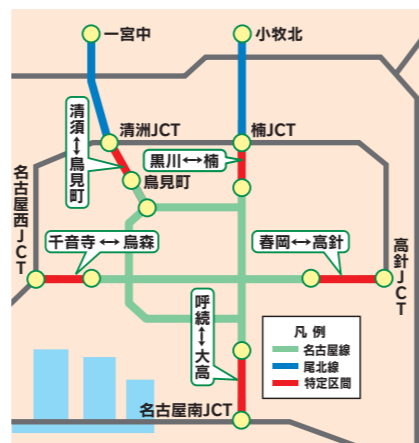 一宮中
小牧北
清須↔鳥見町
清洲JCT
楠JCT
黒川↔楠
鳥見町
名古屋西JCT
千音寺↔烏森
春岡↔高針
高針JCT
呼続↔大高
凡例
名古屋線
尾北線
特定区間
名古屋南JCT